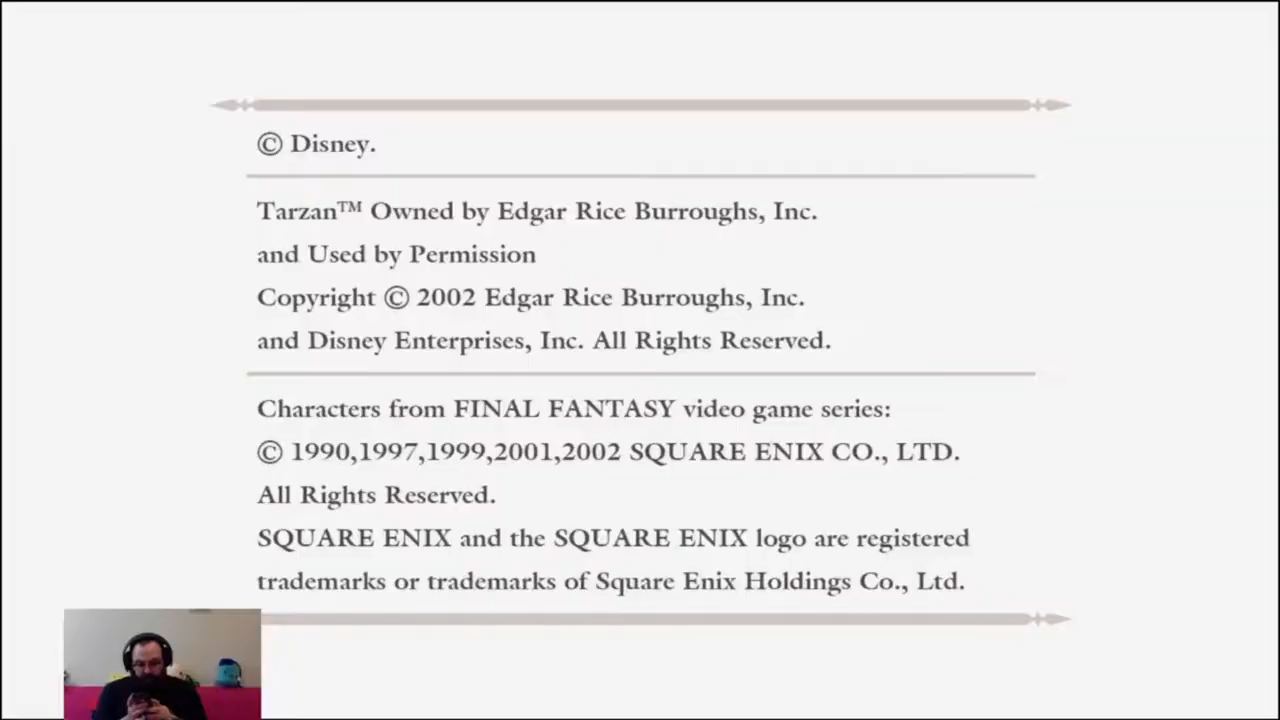 © Disney.
Tarzan™ Owned by Edgar Rice Burroughs, Inc.
and Used by Permission
Copyright © 2002 Edgar Rice Burroughs, Inc.
and Disney Enterprises, Inc. All Rights Reserved.
Characters from FINAL FANTASY video game series:
© 1990,1997,1999,2001,2002 SQUARE ENIX CO., LTD.
All Rights Reserved.
SQUARE ENIX and the SQUARE ENIX logo are registered
trademarks or trademarks of Square Enix Holdings Co., Ltd.